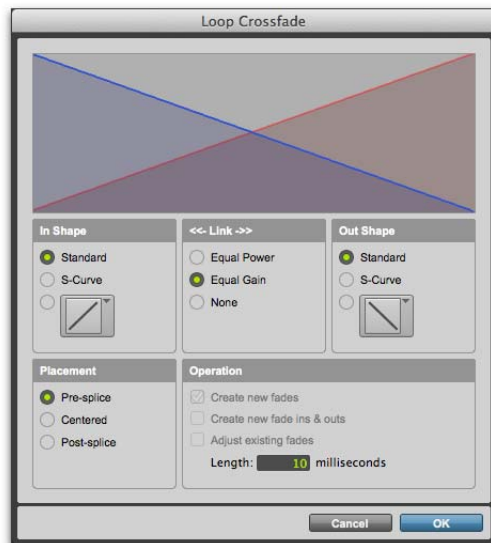 Loop Crossfade
In Shape
Standard
S-Curve
<<- Link ->>
Equal Power
Equal Gain
None
Out Shape
Standard
S-Curve
Placement
Pre-splice
Centered
Post-splice
Operation
Create new fades
Create new fade ins & outs
Adjust existing fades
Length: 10 milliseconds
Cancel
OK